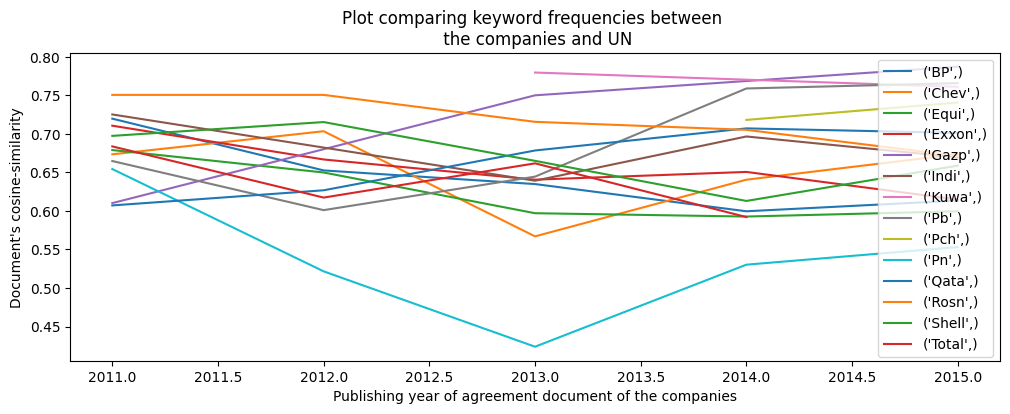 Plot comparing keyword frequencies between
the companies and UN
Document's cosine-similarity
0.80
0.75
0.70
0.65
0.60
0.55
0.50
0.45
('BP',)
('Chev',)
('Equi',)
('Exxon',)
('Gazp',)
('Indi',)
('Kuwa',)
('Pb',)
('Pch',)
('Pn',)
('Qata',)
('Rosn',)
('Shell',)
('Total',)
2011.0 2011.5 2012.0 2012.5 2013.0 2013.5 2014.0 2014.5 2015.0
Publishing year of agreement document of the companies